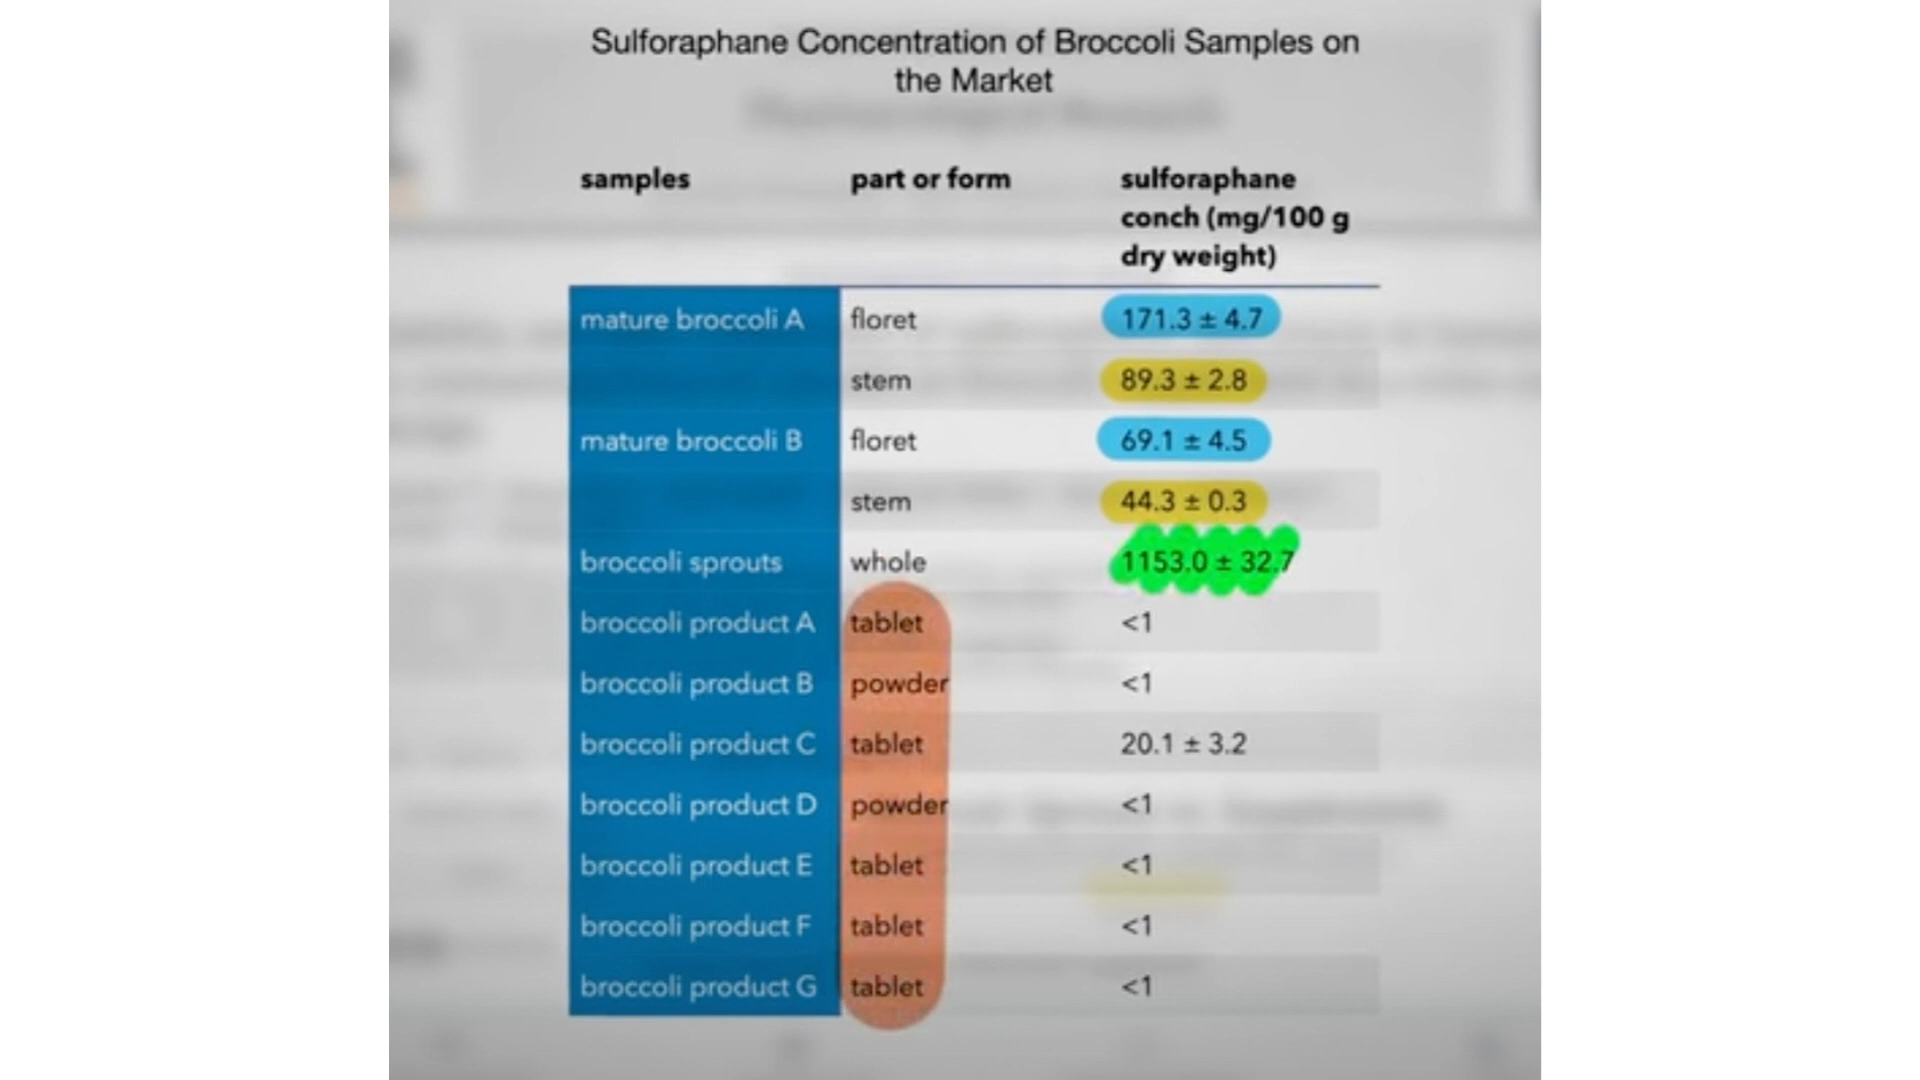 Sulforaphane Concentration of Broccoli Samples on
the Market
samples part or form sulforaphane
conch (mg/100 g
dry weight)
mature broccoli A floret 171.3 ± 4.7
stem 89.3 ± 2.8
mature broccoli B floret 69.1 ± 4.5
stem 44.3 ± 0.3
broccoli sprouts whole 1153.0 ± 32.7
broccoli product A tablet <1
broccoli product B powder <1
broccoli product C tablet 20.1 ± 3.2
broccoli product D powder <1
broccoli product E tablet <1
broccoli product F tablet <1
broccoli product G tablet <1